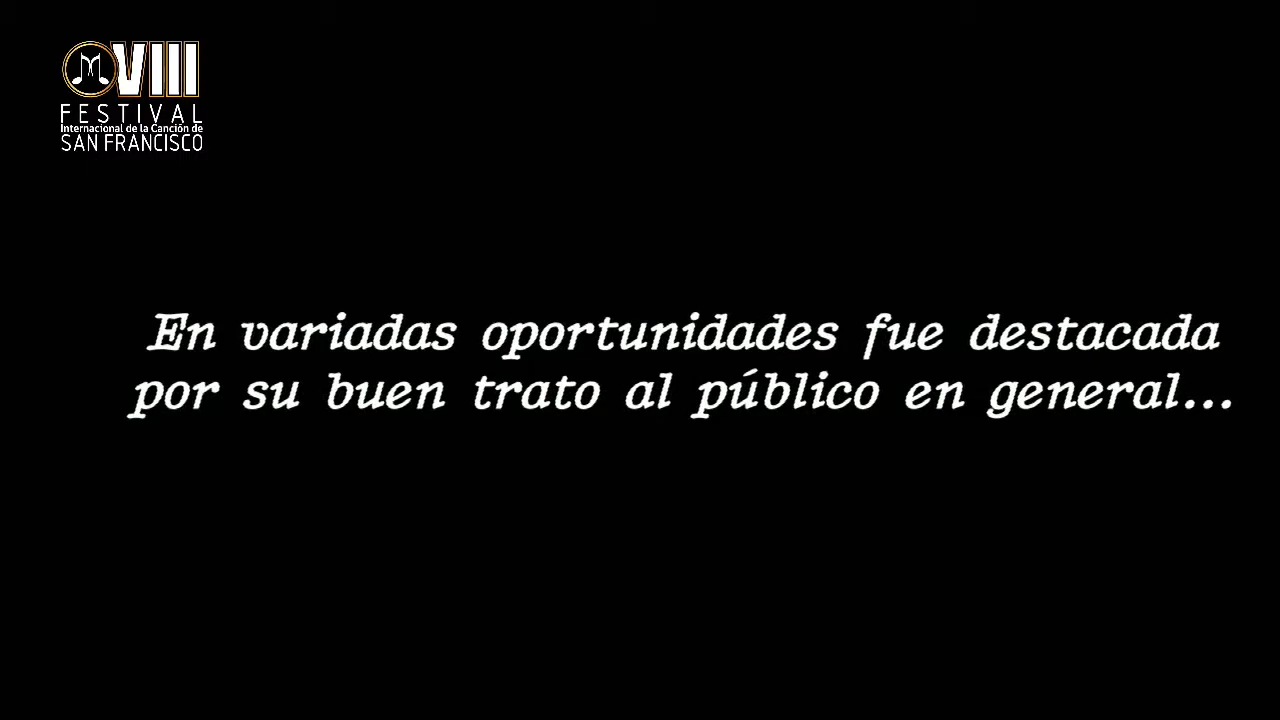 VIII
FESTIVAL
Internacional de la Canción de
SAN FRANCISCO
En variadas oportunidades fue destacada
por su buen trato al público en general...